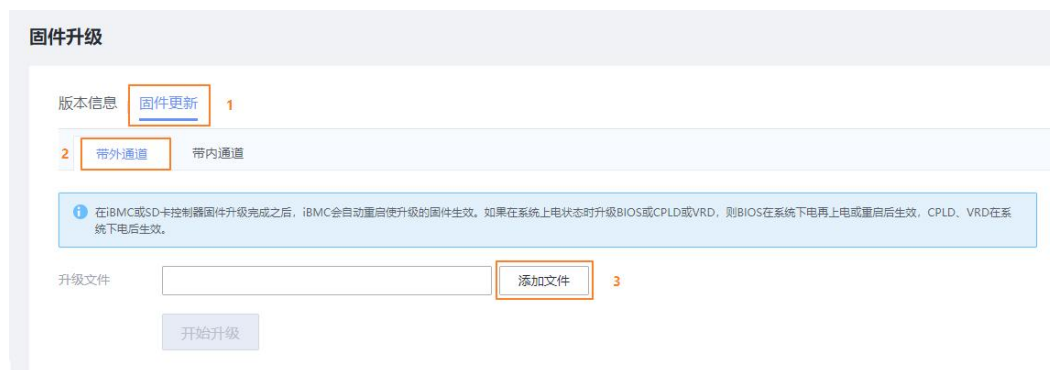 固件升级
版本信息 固件更新 1
2 带外通道 带内通道
在iBMC或SD卡控制器固件升级完成之后，iBMC会自动重启使升级的固件生效。如果在系统上电状态时升级BIOS或CPLD或VRD，则BIOS在系统下电再上电或重启后生效，CPLD、VRD在系
统下电后生效。
升级文件 添加文件 3
开始升级